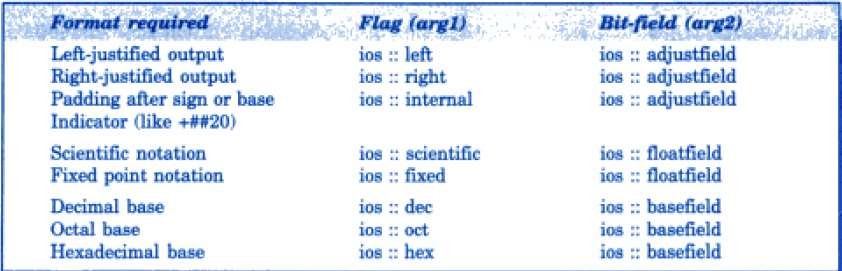 Format required Flag (arg1) Bit-field (arg2)
Left-justified output ios :: left ios :: adjustfield
Right-justified output ios :: right ios :: adjustfield
Padding after sign or base ios :: internal ios :: adjustfield
Indicator (like +##20)
Scientific notation ios :: scientific ios :: floatfield
Fixed point notation ios :: fixed ios :: floatfield
Decimal base ios :: dec ios :: basefield
Octal base ios :: oct ios :: basefield
Hexadecimal base ios :: hex ios :: basefield